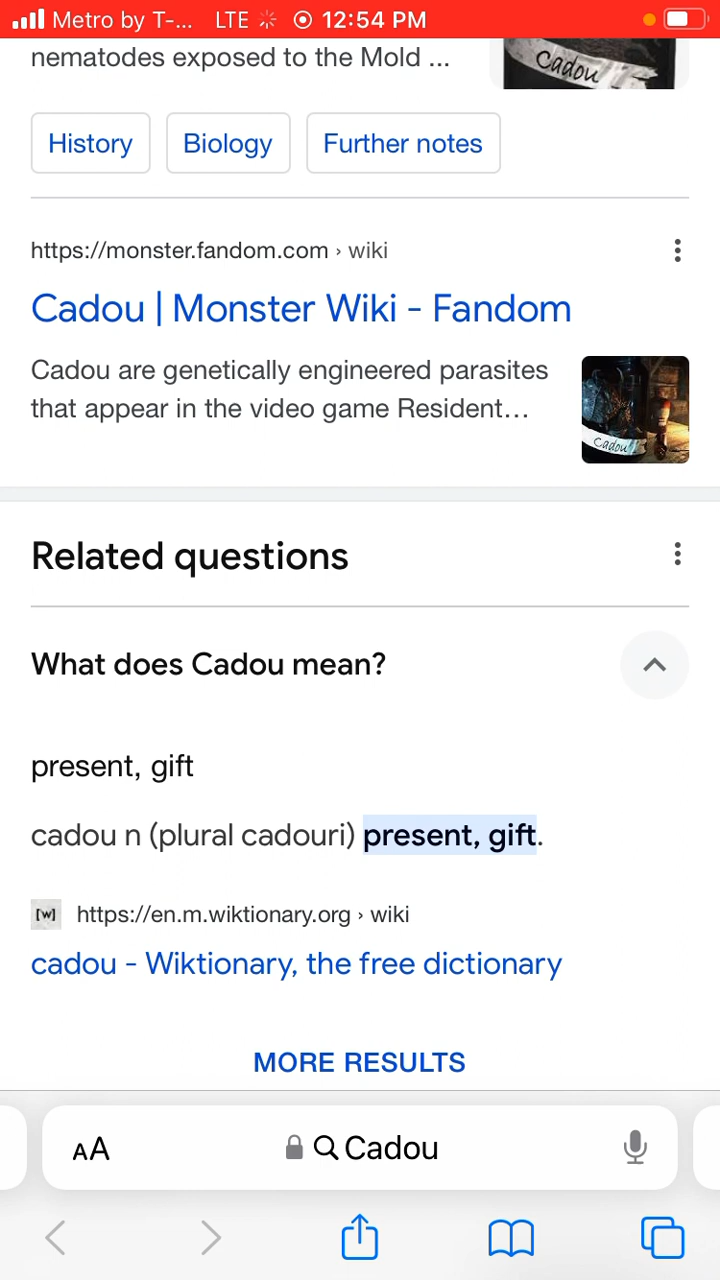 Metro by T-... LTE 12:54 PM
nematodes exposed to the Mold ...
Cadou
History Biology Further notes
https://monster.fandom.com › wiki
Cadou | Monster Wiki - Fandom
Cadou are genetically engineered parasites
that appear in the video game Resident...
Cadou
Related questions
What does Cadou mean?
present, gift
cadou n (plural cadouri) present, gift.
[w] https://en.m.wiktionary.org › wiki
cadou - Wiktionary, the free dictionary
MORE RESULTS
AA Cadou